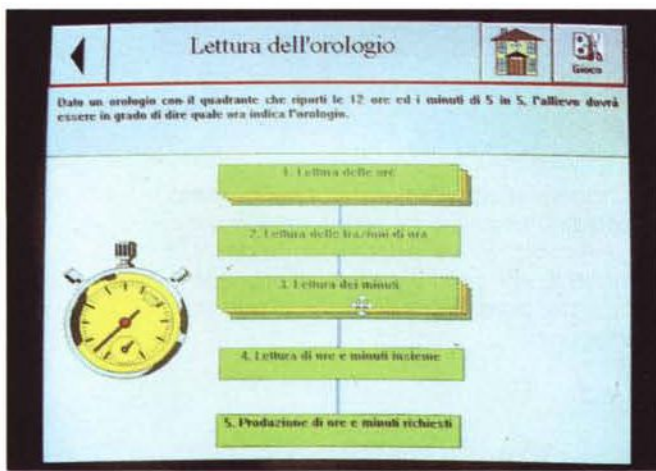 Lettura dell'orologio
Gioco
Dato un orologio con il quadrante che riporti le 12 ore ed i minuti di 5 in 5, l'allievo dovrà
essere in grado di dire quale ora indica l'orologio.
1. Lettura delle ore
2. Lettura delle frazioni di ora
3. Lettura dei minuti
4. Lettura di ore e minuti insieme
5. Produzione di ore e minuti richiesti